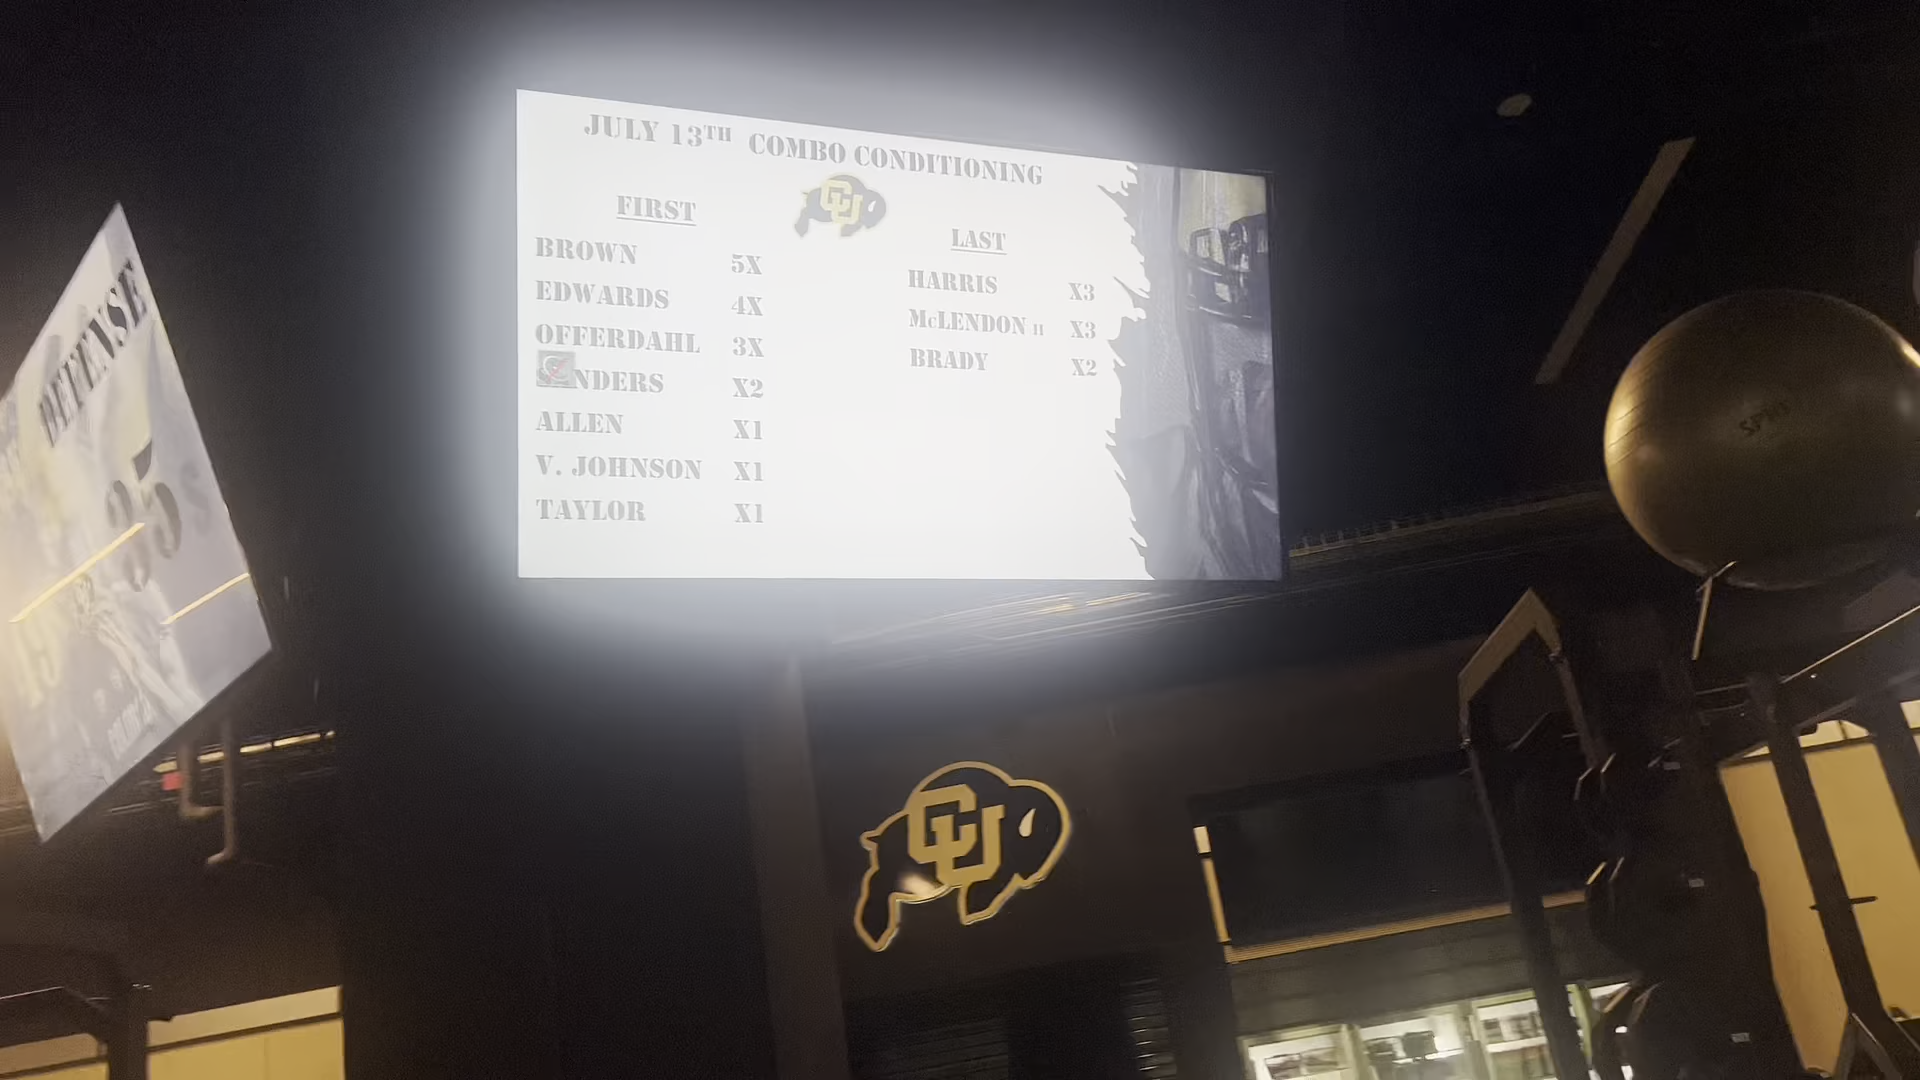 JULY 13TH COMBO CONDITIONING
CU
FIRST
BROWN 5X
EDWARDS 4X
OFFERDAHL 3X
NDERS X2
ALLEN X1
V. JOHNSON X1
TAYLOR X1
LAST
HARRIS X3
McLENDON II X3
BRADY X2
DEFENSE
35
CU